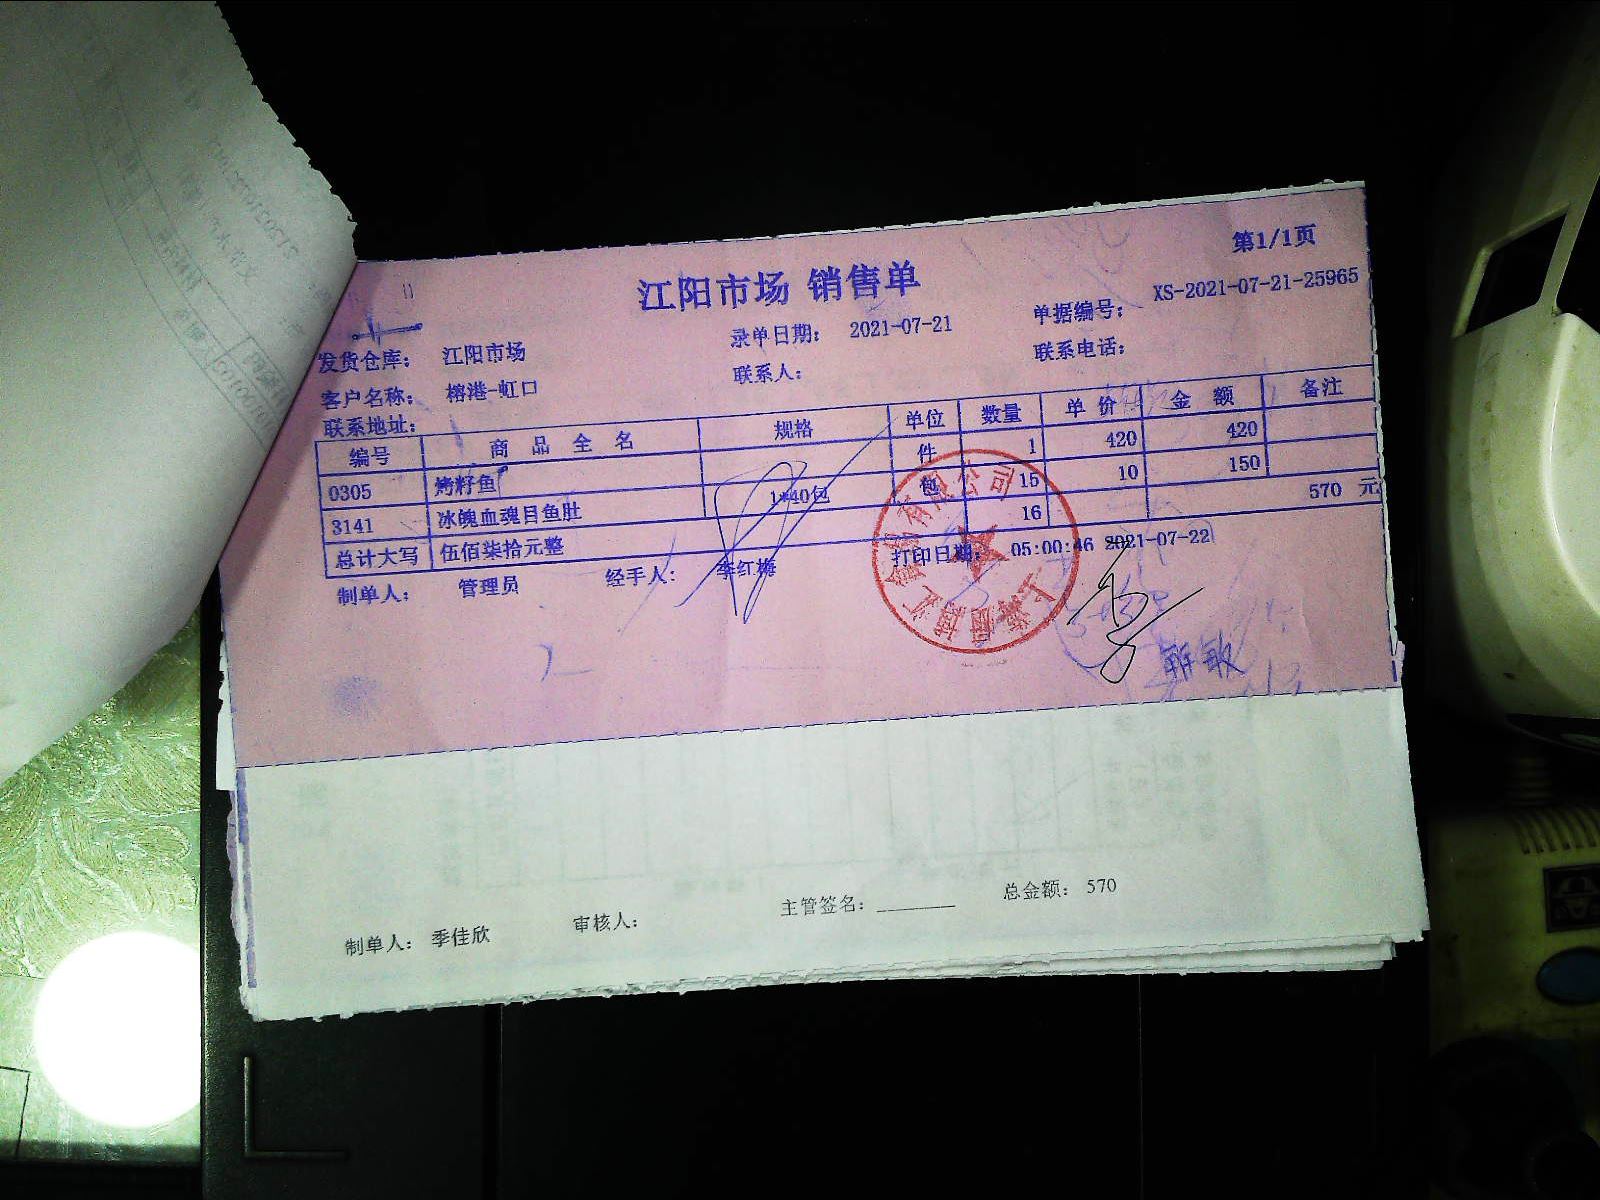 第1/1页
江阳市场 销售单
XS-2021-07-21-25965
发货仓库： 江阳市场 录单日期： 2021-07-21 单据编号：
客户名称： 榕港-虹口 联系人： 联系电话：
联系地址：
编号 商品全名 规格 单位 数量 单价 金额 备注
0305 烤籽鱼 件 1 420 420
3141 冰魄血魂目鱼肚 1*40包 包 15 10 150
总计大写 伍佰柒拾元整 16 570 元
制单人： 管理员 经手人： 李红梅 打印日期： 05:00:46 2021-07-22
制单人： 季佳欣 审核人： 主管签名：________ 总金额： 570